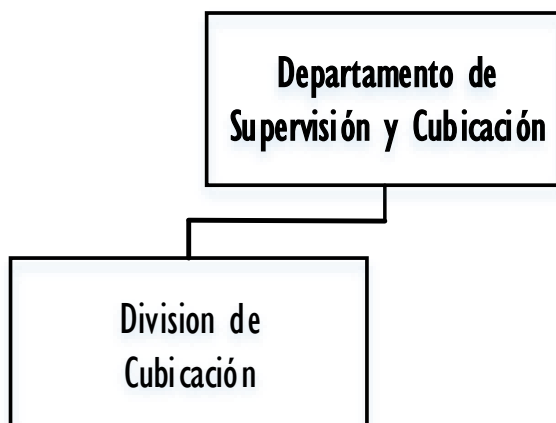 Departamento de
Supervisión y Cubicación
Division de
Cubicación